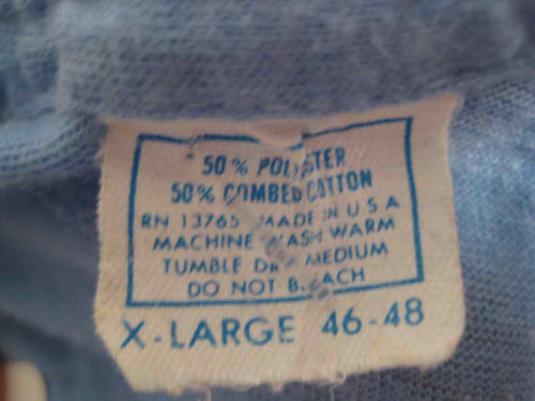 50% POLYESTER
50% COMBED COTTON
RN 13765 MADE IN U S A
MACHINE WASH WARM
TUMBLE DRY MEDIUM
DO NOT BLEACH
X-LARGE 46-48